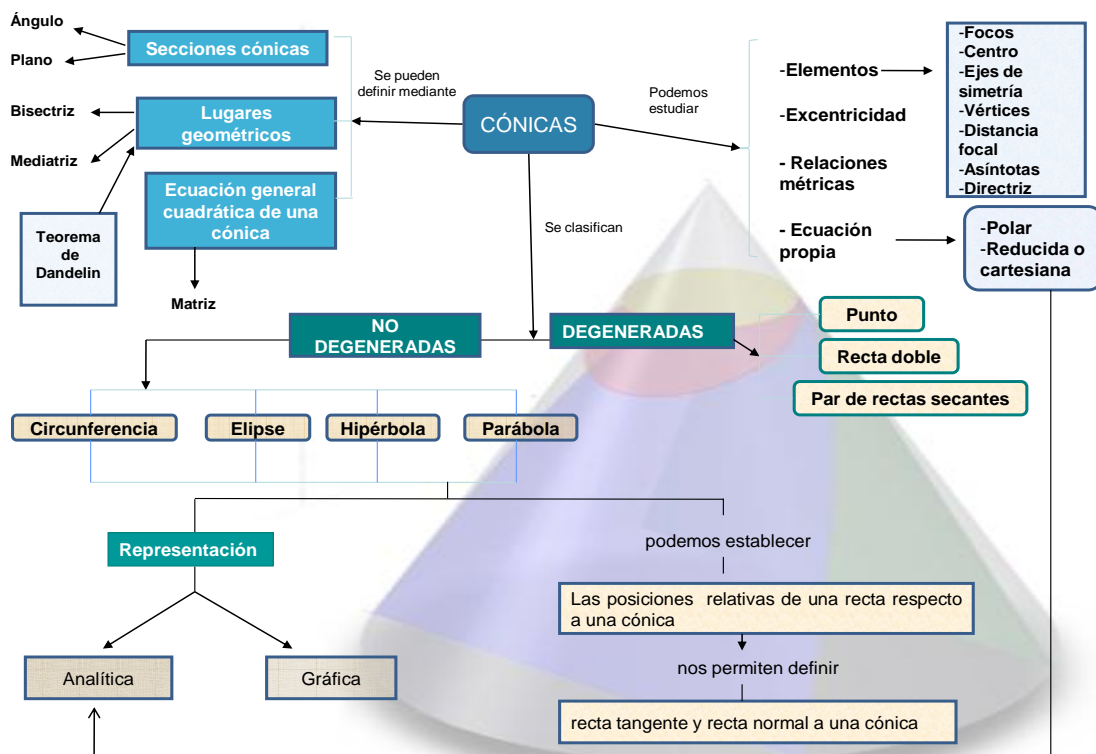 Ángulo
Plano
Secciones cónicas
Bisectriz
Mediatriz
Lugares
geométricos
Ecuación general
cuadrática de una
cónica
Teorema
de
Dandelin
Matriz
Se pueden
definir mediante
CÓNICAS
Podemos
estudiar
-Elementos
-Excentricidad
- Relaciones
métricas
- Ecuación
propia
-Focos
-Centro
-Ejes de
simetría
-Vértices
-Distancia
focal
-Asíntotas
-Directriz
-Polar
-Reducida o
cartesiana
Se clasifican
NO
DEGENERADAS
DEGENERADAS
Punto
Recta doble
Par de rectas secantes
Circunferencia
Elipse
Hipérbola
Parábola
Representación
Analítica
Gráfica
podemos establecer
Las posiciones relativas de una recta respecto
a una cónica
nos permiten definir
recta tangente y recta normal a una cónica